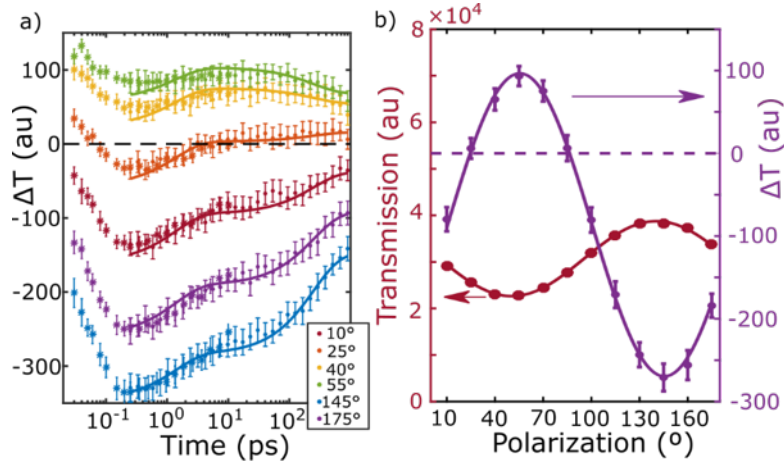 a)
ΔT (au)
100
0
-100
-200
-300
10⁻¹ 10⁰ 10¹ 10²
Time (ps)
10°
25°
40°
55°
145°
175°
b)
×10⁴
Transmission (au)
8
6
4
2
0
10 40 70 100 130 160
Polarization (º)
100
0
-100
-200
-300
ΔT (au)